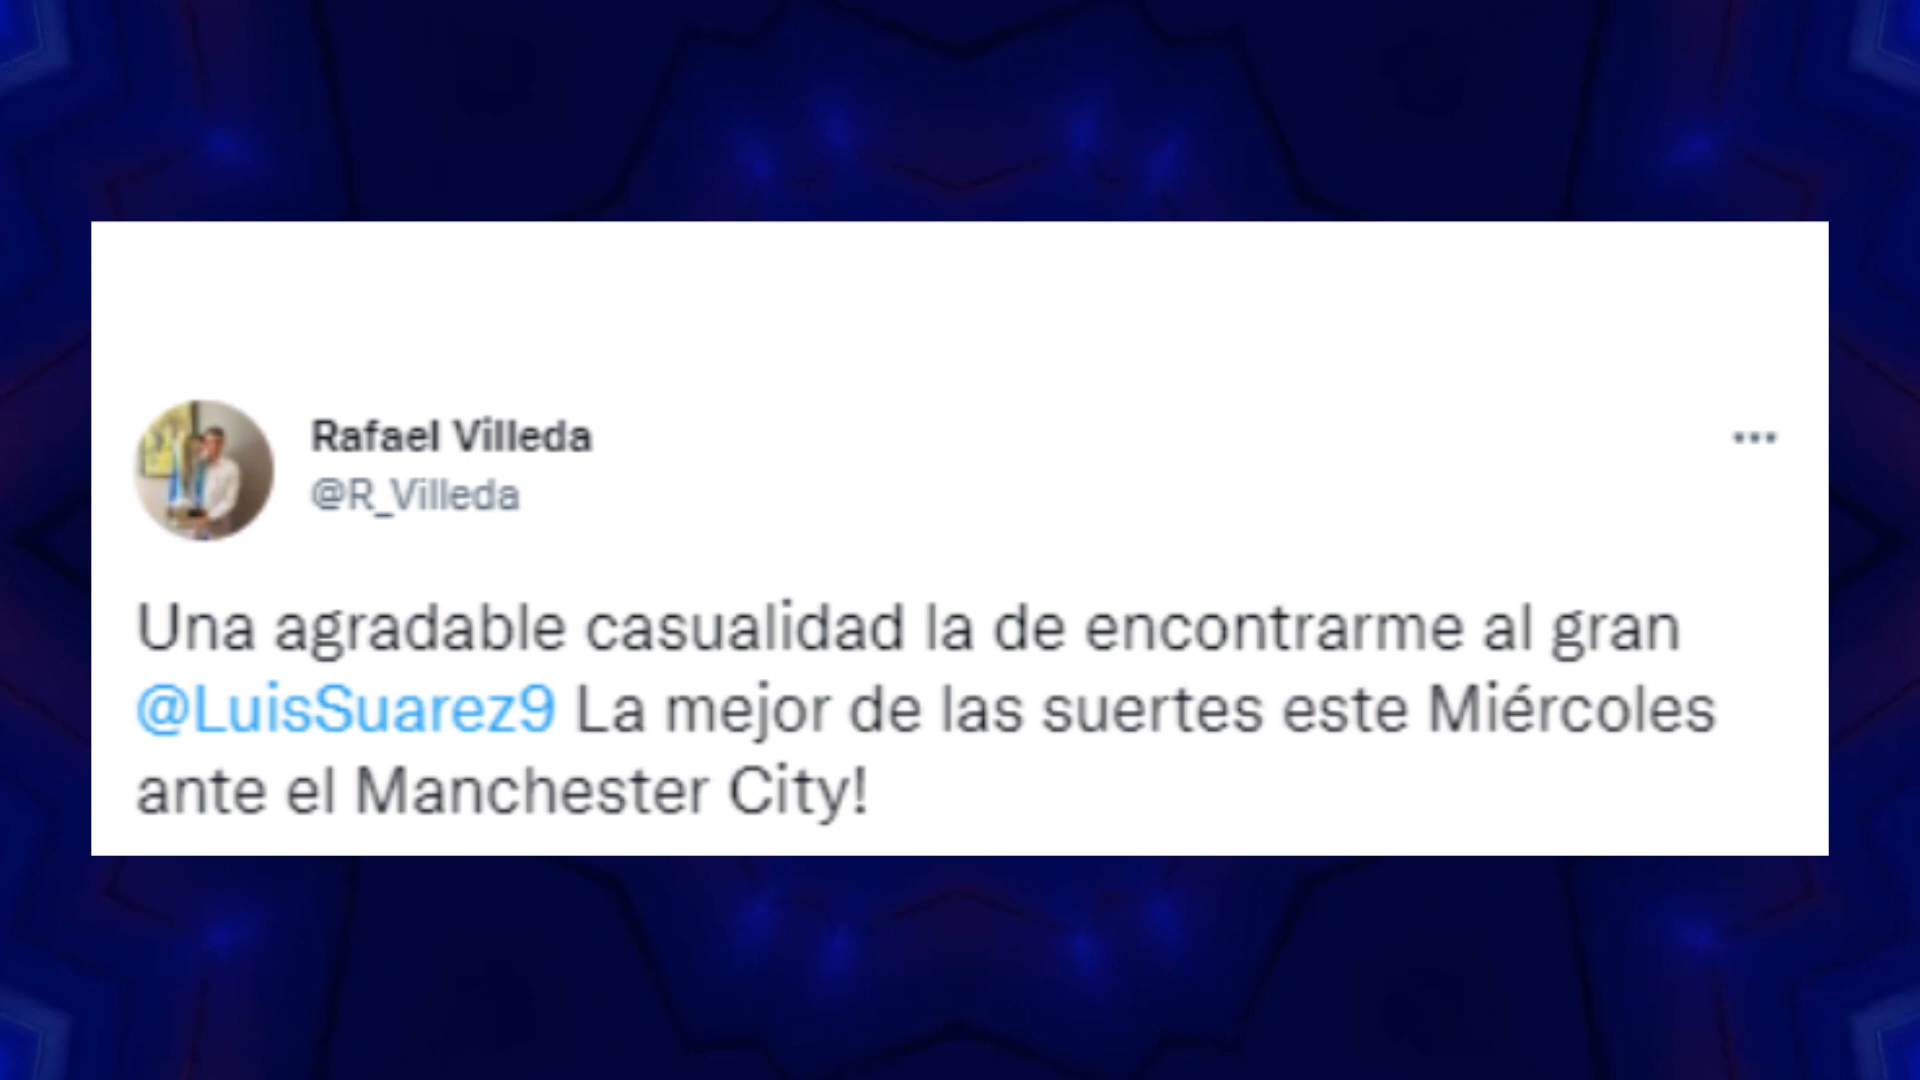 Rafael Villeda
@R_Villeda
Una agradable casualidad la de encontrarme al gran
@LuisSuarez9 La mejor de las suertes este Miércoles
ante el Manchester City!